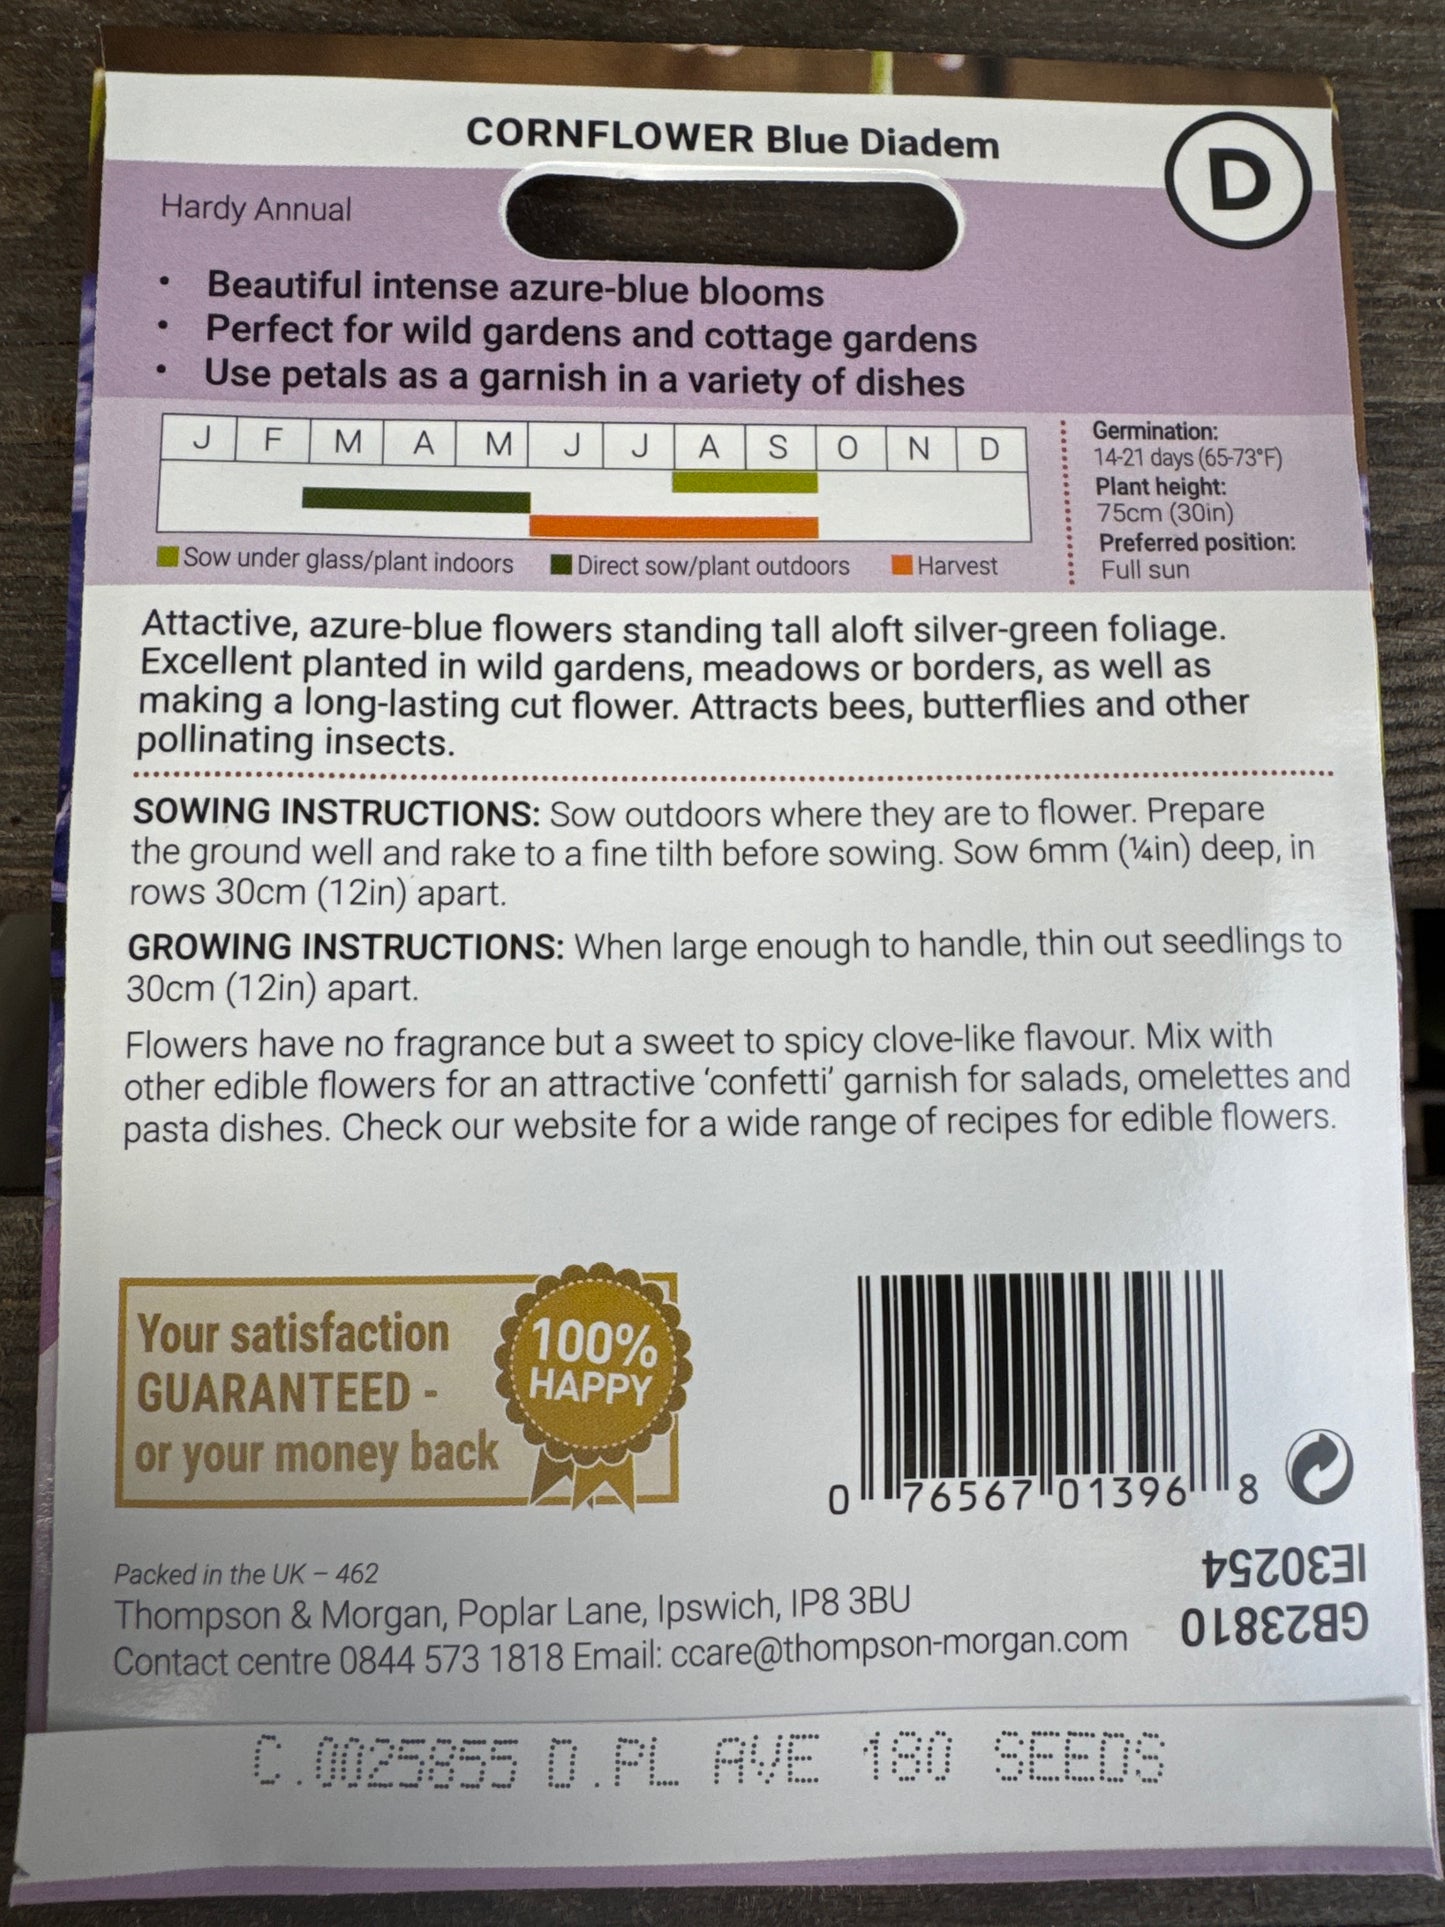 CORNFLOWER Blue Diadem
D
Hardy Annual
• Beautiful intense azure-blue blooms
• Perfect for wild gardens and cottage gardens
• Use petals as a garnish in a variety of dishes
J F M A M J J A S O N D
Sow under glass/plant indoors Direct sow/plant outdoors Harvest
Germination:
14-21 days (65-73°F)
Plant height:
75cm (30in)
Preferred position:
Full sun
Attactive, azure-blue flowers standing tall aloft silver-green foliage.
Excellent planted in wild gardens, meadows or borders, as well as
making a long-lasting cut flower. Attracts bees, butterflies and other
pollinating insects.
SOWING INSTRUCTIONS: Sow outdoors where they are to flower. Prepare
the ground well and rake to a fine tilth before sowing. Sow 6mm (¼in) deep, in
rows 30cm (12in) apart.
GROWING INSTRUCTIONS: When large enough to handle, thin out seedlings to
30cm (12in) apart.
Flowers have no fragrance but a sweet to spicy clove-like flavour. Mix with
other edible flowers for an attractive ‘confetti’ garnish for salads, omelettes and
pasta dishes. Check our website for a wide range of recipes for edible flowers.
Your satisfaction
GUARANTEED -
or your money back
100%
HAPPY
0 76567 01396 8
IE30254
GB23810
Packed in the UK – 462
Thompson & Morgan, Poplar Lane, Ipswich, IP8 3BU
Contact centre 0844 573 1818 Email: ccare@thompson-morgan.com
C.0025855 D.PL AVE 180 SEEDS